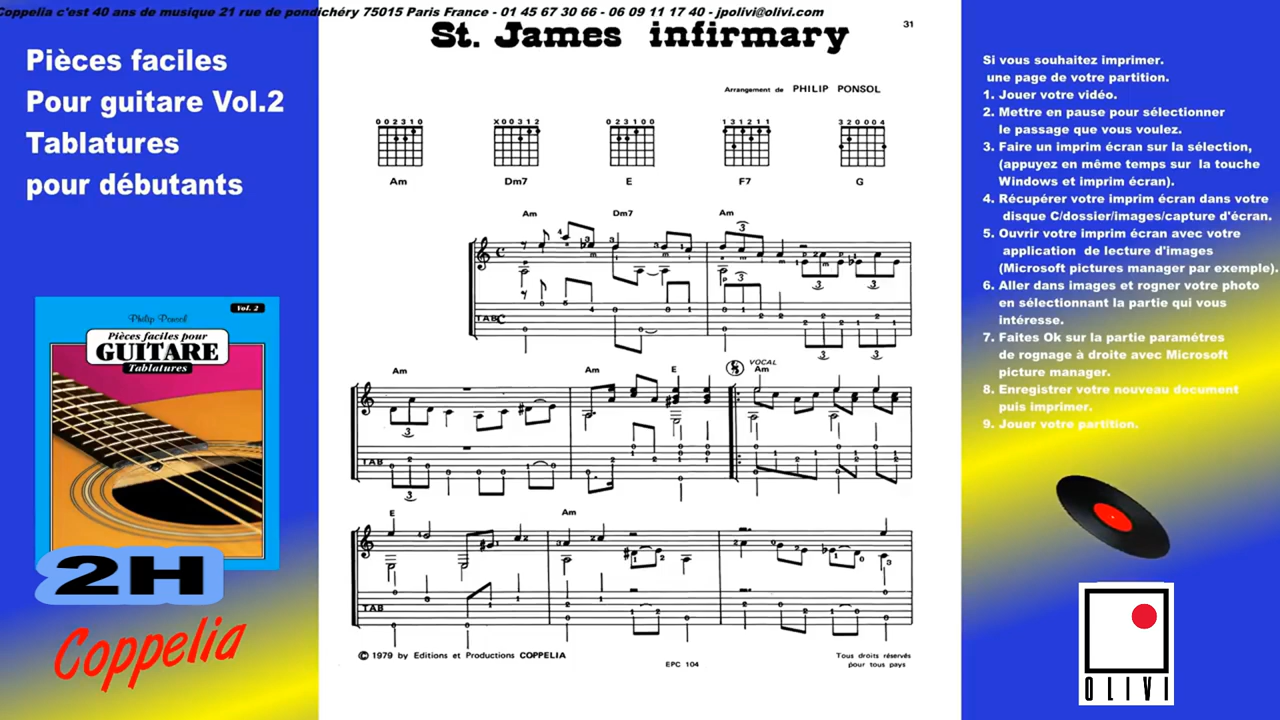 Coppelia c'est 40 ans de musique 21 rue de pondichéry 75015 Paris France - 01 45 67 30 66 - 06 09 11 17 40 - jpolivi@olivi.com
Pièces faciles
Pour guitare Vol.2
Tablatures
pour débutants
Vol. 2
Philip Ponsol
Pièces faciles pour
GUITARE
Tablatures
2H
Coppelia
31
St. James infirmary
Arrangement de PHILIP PONSOL
002310 X00312 023100 131211 320004
Am Dm7 E F7 G
Am Dm7 Am
TAB
Am Am E VOCAL Am
TAB
E Am
TAB
© 1979 by Editions et Productions COPPELIA
EPC 104
Tous droits réservés
pour tous pays
Si vous souhaitez imprimer.
une page de votre partition.
1. Jouer votre vidéo.
2. Mettre en pause pour sélectionner
le passage que vous voulez.
3. Faire un imprim écran sur la sélection,
(appuyez en même temps sur la touche
Windows et imprim écran).
4. Récupérer votre imprim écran dans votre
disque C/dossier/images/capture d'écran.
5. Ouvrir votre imprim écran avec votre
application de lecture d'images
(Microsoft pictures manager par exemple).
6. Aller dans images et rogner votre photo
en sélectionnant la partie qui vous
intéresse.
7. Faites Ok sur la partie paramétres
de rognage à droite avec Microsoft
picture manager.
8. Enregistrer votre nouveau document
puis imprimer.
9. Jouer votre partition.
OLIVI